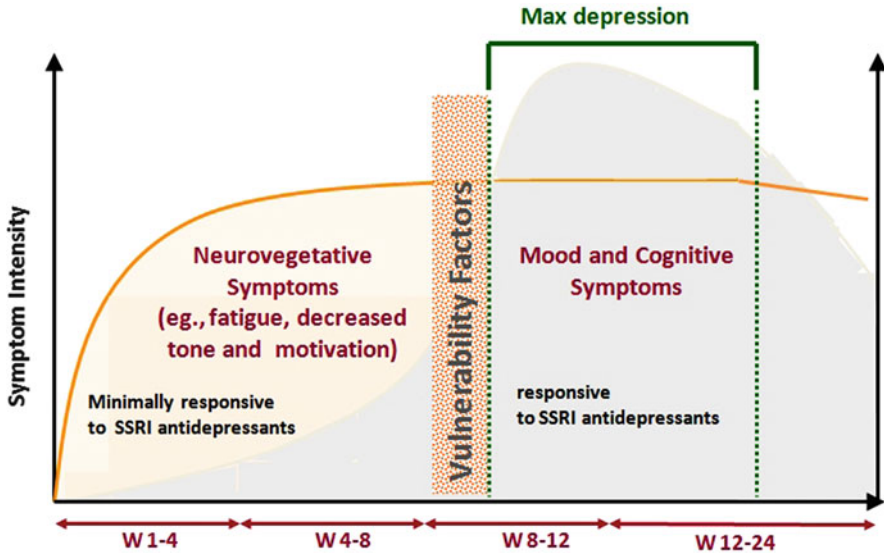 Max depression
Symptom Intensity
Neurovegetative
Symptoms
(eg., fatigue, decreased
tone and motivation)
Minimally responsive
to SSRI antidepressants
Vulnerability Factors
Mood and Cognitive
Symptoms
responsive
to SSRI antidepressants
W 1-4
W 4-8
W 8-12
W 12-24